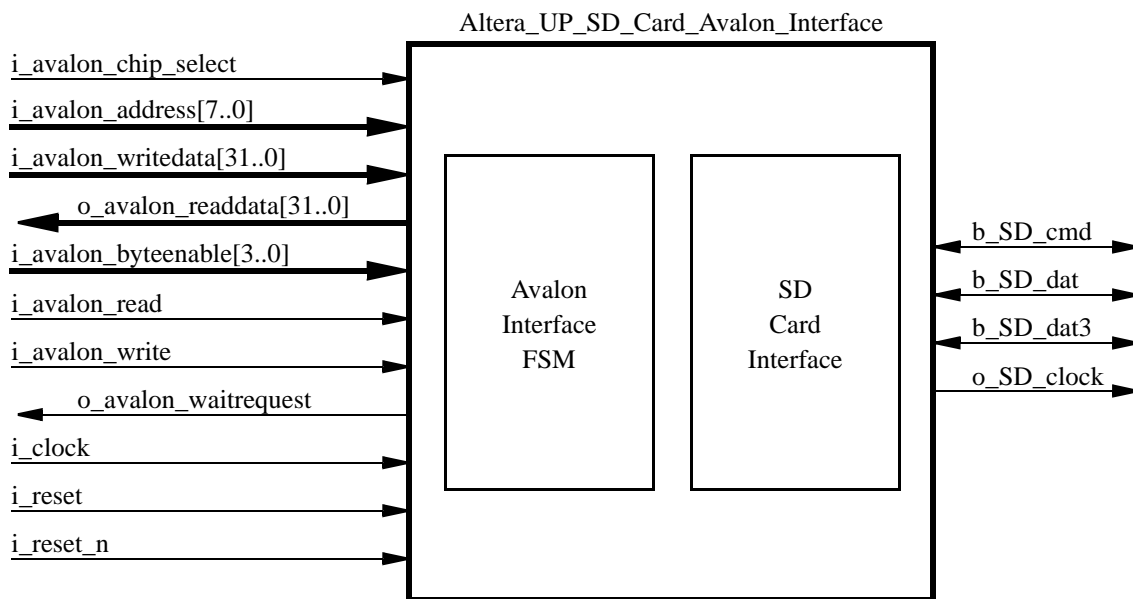 Altera_UP_SD_Card_Avalon_Interface
i_avalon_chip_select
i_avalon_address[7..0]
i_avalon_writedata[31..0]
o_avalon_readdata[31..0]
i_avalon_byteenable[3..0]
i_avalon_read
i_avalon_write
o_avalon_waitrequest
i_clock
i_reset
i_reset_n
Avalon
Interface
FSM
SD
Card
Interface
b_SD_cmd
b_SD_dat
b_SD_dat3
o_SD_clock